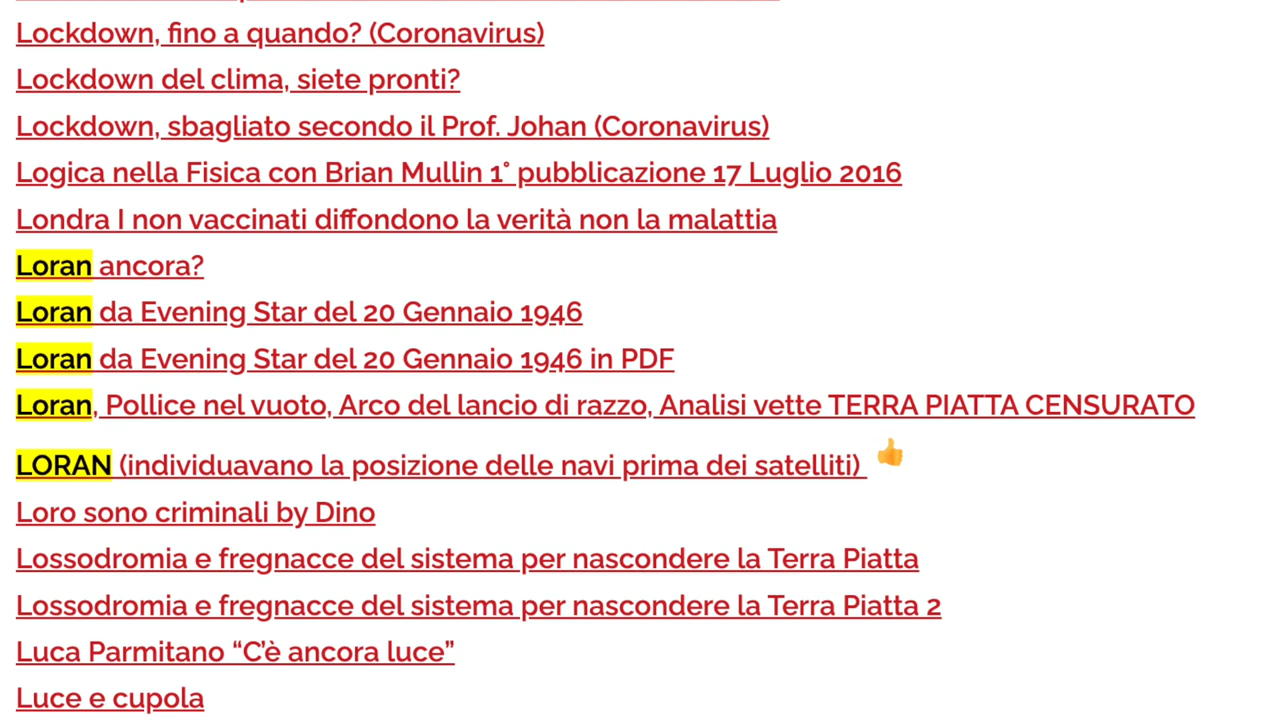 Lockdown, fino a quando? (Coronavirus)
Lockdown del clima, siete pronti?
Lockdown, sbagliato secondo il Prof. Johan (Coronavirus)
Logica nella Fisica con Brian Mullin 1° pubblicazione 17 Luglio 2016
Londra I non vaccinati diffondono la verità non la malattia
Loran ancora?
Loran da Evening Star del 20 Gennaio 1946
Loran da Evening Star del 20 Gennaio 1946 in PDF
Loran, Pollice nel vuoto, Arco del lancio di razzo, Analisi vette TERRA PIATTA CENSURATO
LORAN (individuavano la posizione delle navi prima dei satelliti) 👍
Loro sono criminali by Dino
Lossodromia e fregnacce del sistema per nascondere la Terra Piatta
Lossodromia e fregnacce del sistema per nascondere la Terra Piatta 2
Luca Parmitano “C’è ancora luce”
Luce e cupola